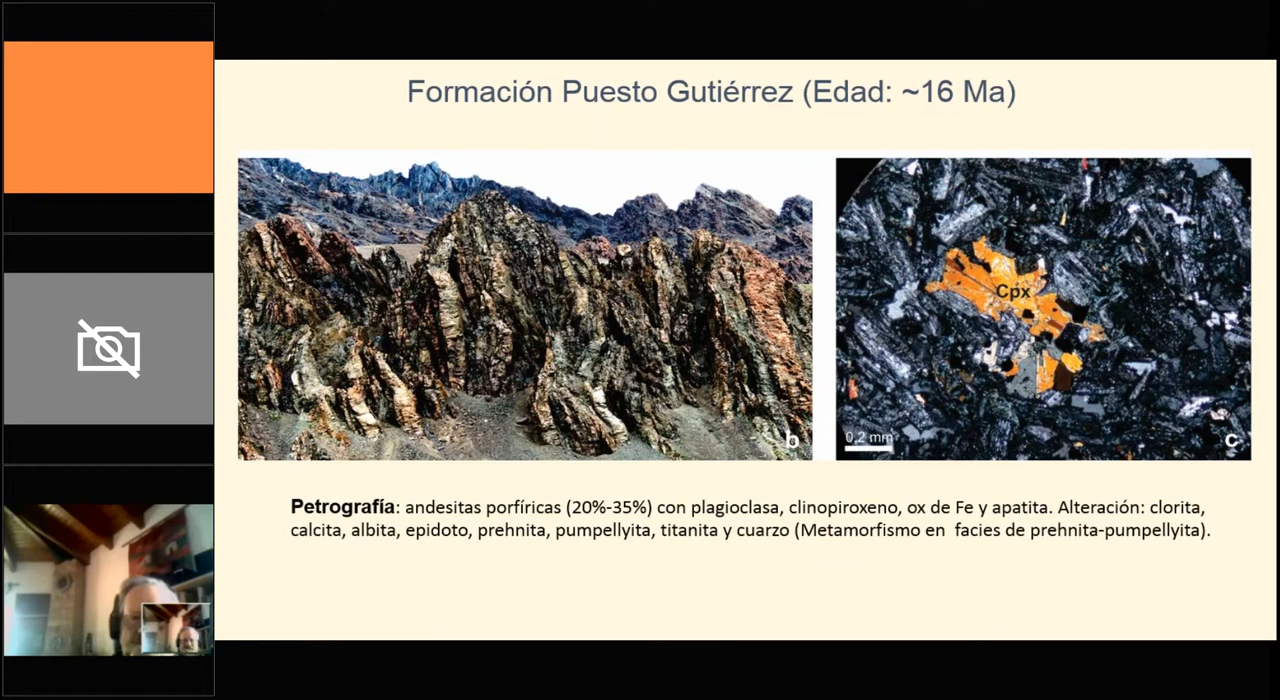 Formación Puesto Gutiérrez (Edad: ~16 Ma)
b
Cpx
0,2 mm
c
Petrografía: andesitas porfíricas (20%-35%) con plagioclasa, clinopiroxeno, ox de Fe y apatita. Alteración: clorita,
calcita, albita, epidoto, prehnita, pumpellyita, titanita y cuarzo (Metamorfismo en  facies de prehnita-pumpellyita).